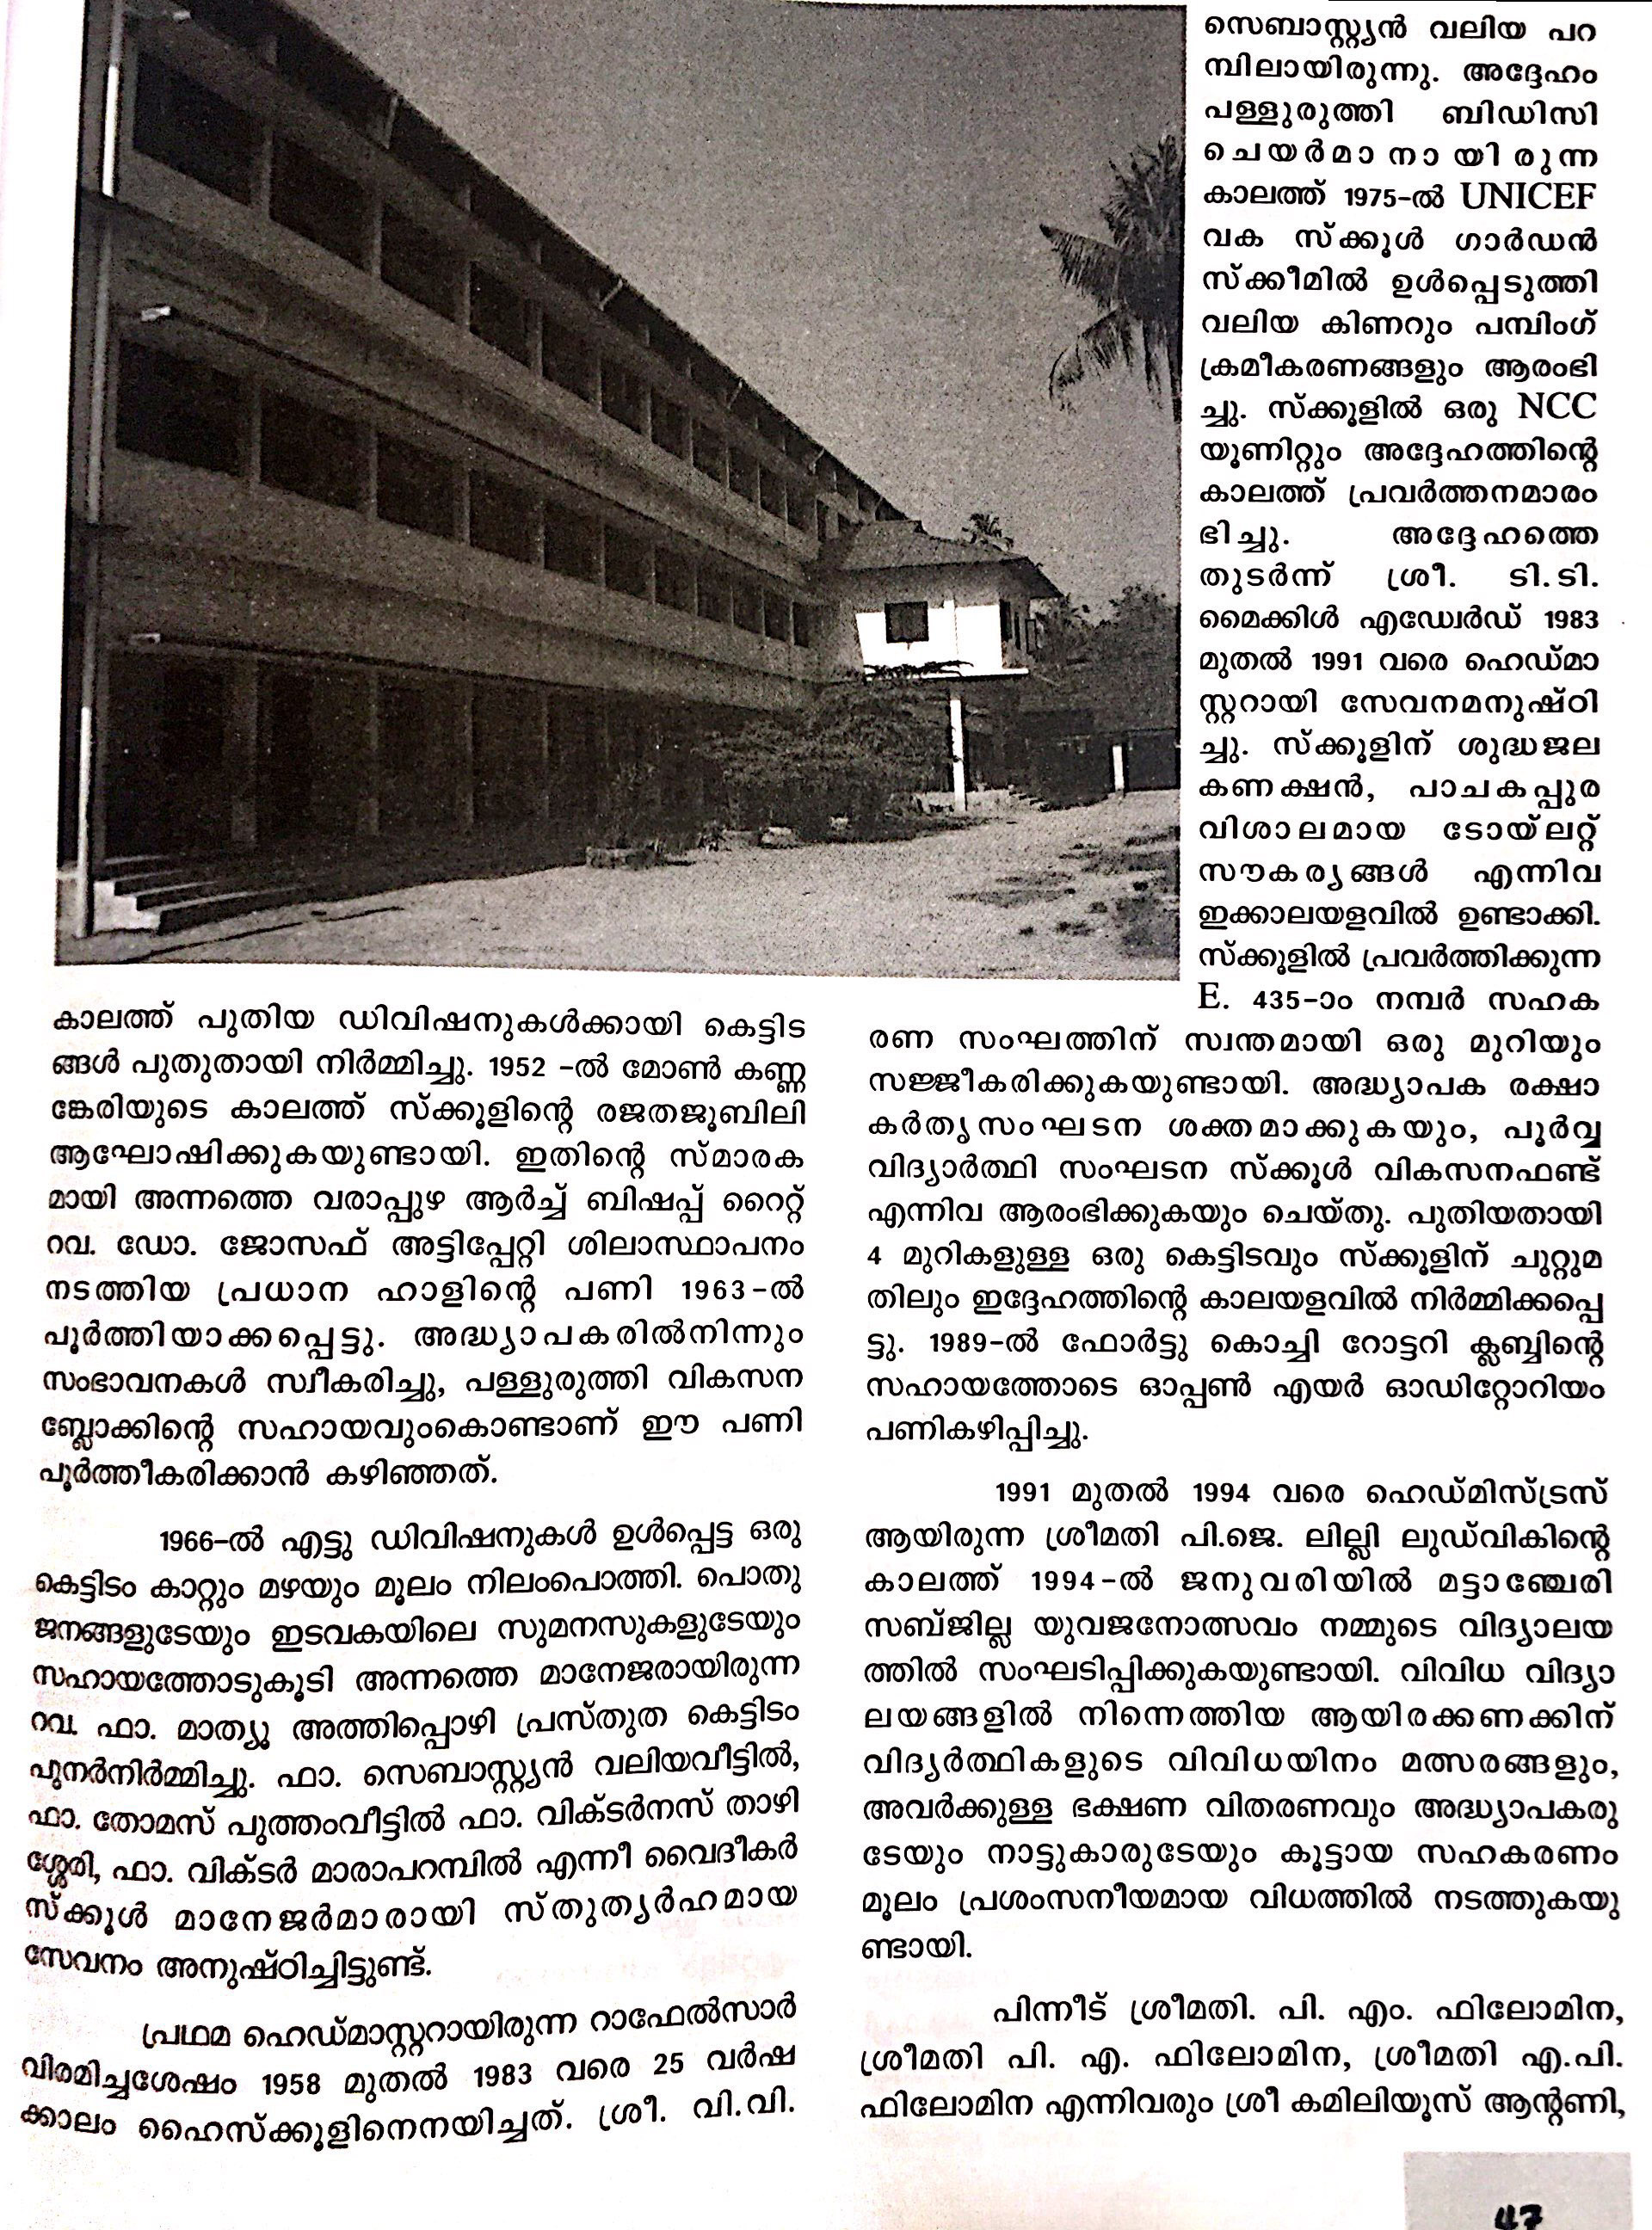 കാലത്ത് പുതിയ ഡിവിഷനുകൾക്കായി കെട്ടിട
ങ്ങൾ പുതുതായി നിർമ്മിച്ചു. 1952 -ൽ മോൺ കണ്ണ
ങ്കേരിയുടെ കാലത്ത് സ്ക്കൂളിന്റെ രജതജൂബിലി
ആഘോഷിക്കുകയുണ്ടായി. ഇതിന്റെ സ്മാരക
മായി അന്നത്തെ വരാപ്പുഴ ആർച്ച് ബിഷപ്പ് റൈറ്റ്
റവ. ഡോ. ജോസഫ് അട്ടിപ്പേറ്റി ശിലാസ്ഥാപനം
നടത്തിയ പ്രധാന ഹാളിന്റെ പണി 1963-ൽ
പൂർത്തിയാക്കപ്പെട്ടു. അദ്ധ്യാപകരിൽനിന്നും
സംഭാവനകൾ സ്വീകരിച്ചു, പള്ളുരുത്തി വികസന
ബ്ലോക്കിന്റെ സഹായവുംകൊണ്ടാണ് ഈ പണി
പൂർത്തീകരിക്കാൻ കഴിഞ്ഞത്.
1966-ൽ എട്ടു ഡിവിഷനുകൾ ഉൾപ്പെട്ട ഒരു
കെട്ടിടം കാറ്റും മഴയും മൂലം നിലംപൊത്തി. പൊതു
ജനങ്ങളുടേയും ഇടവകയിലെ സുമനസുകളുടേയും
സഹായത്തോടുകൂടി അന്നത്തെ മാനേജരായിരുന്ന
റവ. ഫാ. മാത്യൂ അത്തിപ്പൊഴി പ്രസ്തുത കെട്ടിടം
പുനർനിർമ്മിച്ചു. ഫാ. സെബാസ്റ്റ്യൻ വലിയവീട്ടിൽ,
ഫാ. തോമസ് പുത്തംവീട്ടിൽ ഫാ. വിക്ടർനസ് താഴി
ശ്ശേരി, ഫാ. വിക്ടർ മാരാപറമ്പിൽ എന്നീ വൈദീകർ
സ്ക്കൂൾ മാനേജർമാരായി സ്തുത്യർഹമായ
സേവനം അനുഷ്ഠിച്ചിട്ടുണ്ട്.
പ്രഥമ ഹെഡ്മാസ്റ്ററായിരുന്ന റാഫേൽസാർ
വിരമിച്ചശേഷം 1958 മുതൽ 1983 വരെ 25 വർഷ
ക്കാലം ഹൈസ്ക്കൂളിനെനയിച്ചത്. ശ്രീ. വി.വി.
സെബാസ്റ്റ്യൻ വലിയ പറ
മ്പിലായിരുന്നു. അദ്ദേഹം
പള്ളുരുത്തി ബിഡിസി
ചെയർമാനായിരുന്ന
കാലത്ത് 1975-ൽ UNICEF
വക സ്ക്കൂൾ ഗാർഡൻ
സ്ക്കീമിൽ ഉൾപ്പെടുത്തി
വലിയ കിണറും പമ്പിംഗ്
ക്രമീകരണങ്ങളും ആരംഭി
ച്ചു. സ്ക്കൂളിൽ ഒരു NCC
യൂണിറ്റും അദ്ദേഹത്തിന്റെ
കാലത്ത് പ്രവർത്തനമാരം
ഭിച്ചു. അദ്ദേഹത്തെ
തുടർന്ന് ശ്രീ. ടി.ടി.
മൈക്കിൾ എഡ്വേർഡ് 1983
മുതൽ 1991 വരെ ഹെഡ്മാ
സ്റ്ററായി സേവനമനുഷ്ഠി
ച്ചു. സ്ക്കൂളിന് ശുദ്ധജല
കണക്ഷൻ, പാചകപ്പുര
വിശാലമായ ടോയ്ലറ്റ്
സൗകര്യങ്ങൾ എന്നിവ
ഇക്കാലയളവിൽ ഉണ്ടാക്കി.
സ്ക്കൂളിൽ പ്രവർത്തിക്കുന്ന
E. 435-ാം നമ്പർ സഹക
രണ സംഘത്തിന് സ്വന്തമായി ഒരു മുറിയും
സജ്ജീകരിക്കുകയുണ്ടായി. അദ്ധ്യാപക രക്ഷാ
കർതൃസംഘടന ശക്തമാക്കുകയും, പൂർവ്വ
വിദ്യാർത്ഥി സംഘടന സ്ക്കൂൾ വികസനഫണ്ട്
എന്നിവ ആരംഭിക്കുകയും ചെയ്തു. പുതിയതായി
4 മുറികളുള്ള ഒരു കെട്ടിടവും സ്ക്കൂളിന് ചുറ്റുമ
തിലും ഇദ്ദേഹത്തിന്റെ കാലയളവിൽ നിർമ്മിക്കപ്പെ
ട്ടു. 1989-ൽ ഫോർട്ടു കൊച്ചി റോട്ടറി ക്ലബ്ബിന്റെ
സഹായത്തോടെ ഓപ്പൺ എയർ ഓഡിറ്റോറിയം
പണികഴിപ്പിച്ചു.
1991 മുതൽ 1994 വരെ ഹെഡ്മിസ്ട്രസ്
ആയിരുന്ന ശ്രീമതി പി.ജെ. ലില്ലി ലുഡ്വികിന്റെ
കാലത്ത് 1994-ൽ ജനുവരിയിൽ മട്ടാഞ്ചേരി
സബ്ജില്ല യുവജനോത്സവം നമ്മുടെ വിദ്യാലയ
ത്തിൽ സംഘടിപ്പിക്കുകയുണ്ടായി. വിവിധ വിദ്യാ
ലയങ്ങളിൽ നിന്നെത്തിയ ആയിരക്കണക്കിന്
വിദ്യർത്ഥികളുടെ വിവിധയിനം മത്സരങ്ങളും,
അവർക്കുള്ള ഭക്ഷണ വിതരണവും അദ്ധ്യാപകരു
ടേയും നാട്ടുകാരുടേയും കൂട്ടായ സഹകരണം
മൂലം പ്രശംസനീയമായ വിധത്തിൽ നടത്തുകയു
ണ്ടായി.
പിന്നീട് ശ്രീമതി. പി. എം. ഫിലോമിന,
ശ്രീമതി പി. എ. ഫിലോമിന, ശ്രീമതി എ.പി.
ഫിലോമിന എന്നിവരും ശ്രീ കമിലിയൂസ് ആന്റണി,
47